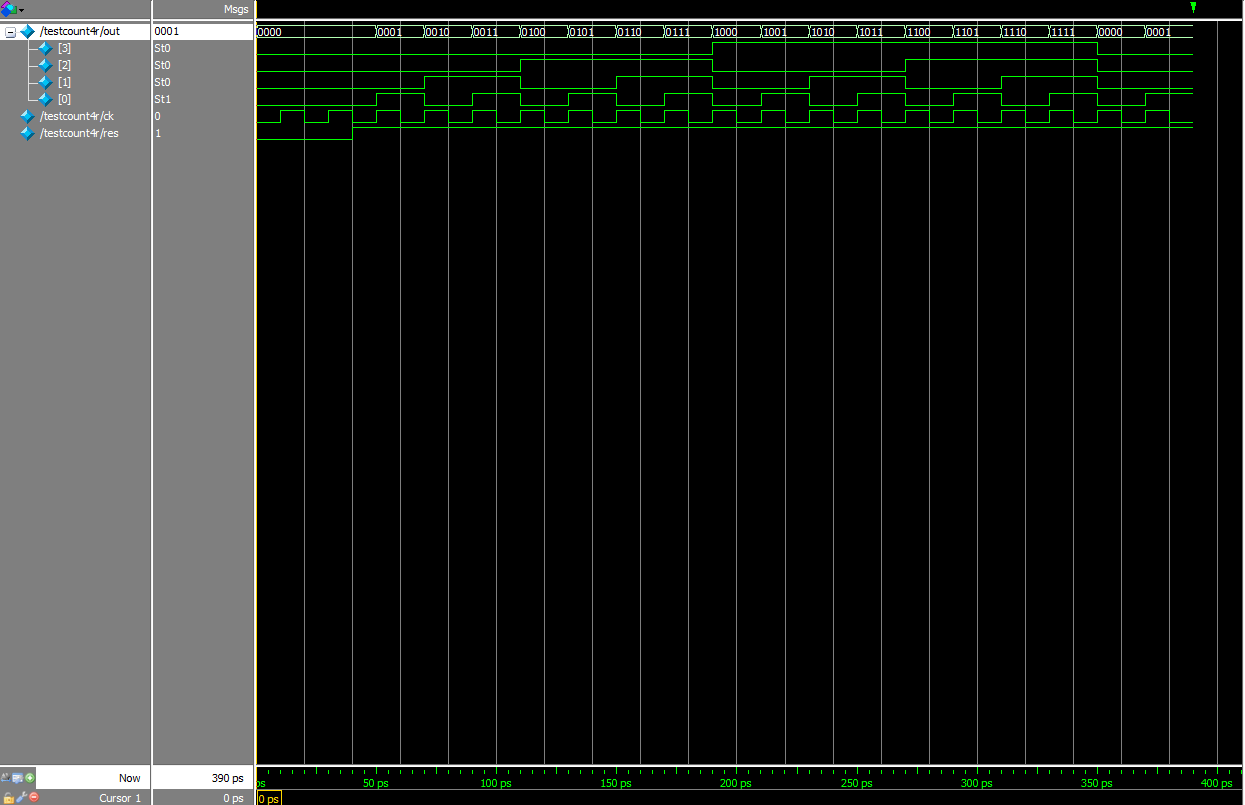 Msgs
/testcount4r/out 0001 0000 0001 0010 0011 0100 0101 0110 0111 1000 1001 1010 1011 1100 1101 1110 1111 0000 0001
[3] St0
[2] St0
[1] St0
[0] St1
/testcount4r/ck 0
/testcount4r/res 1
Now 390 ps ps 50 ps 100 ps 150 ps 200 ps 250 ps 300 ps 350 ps 400 ps
Cursor 1 0 ps 0 ps